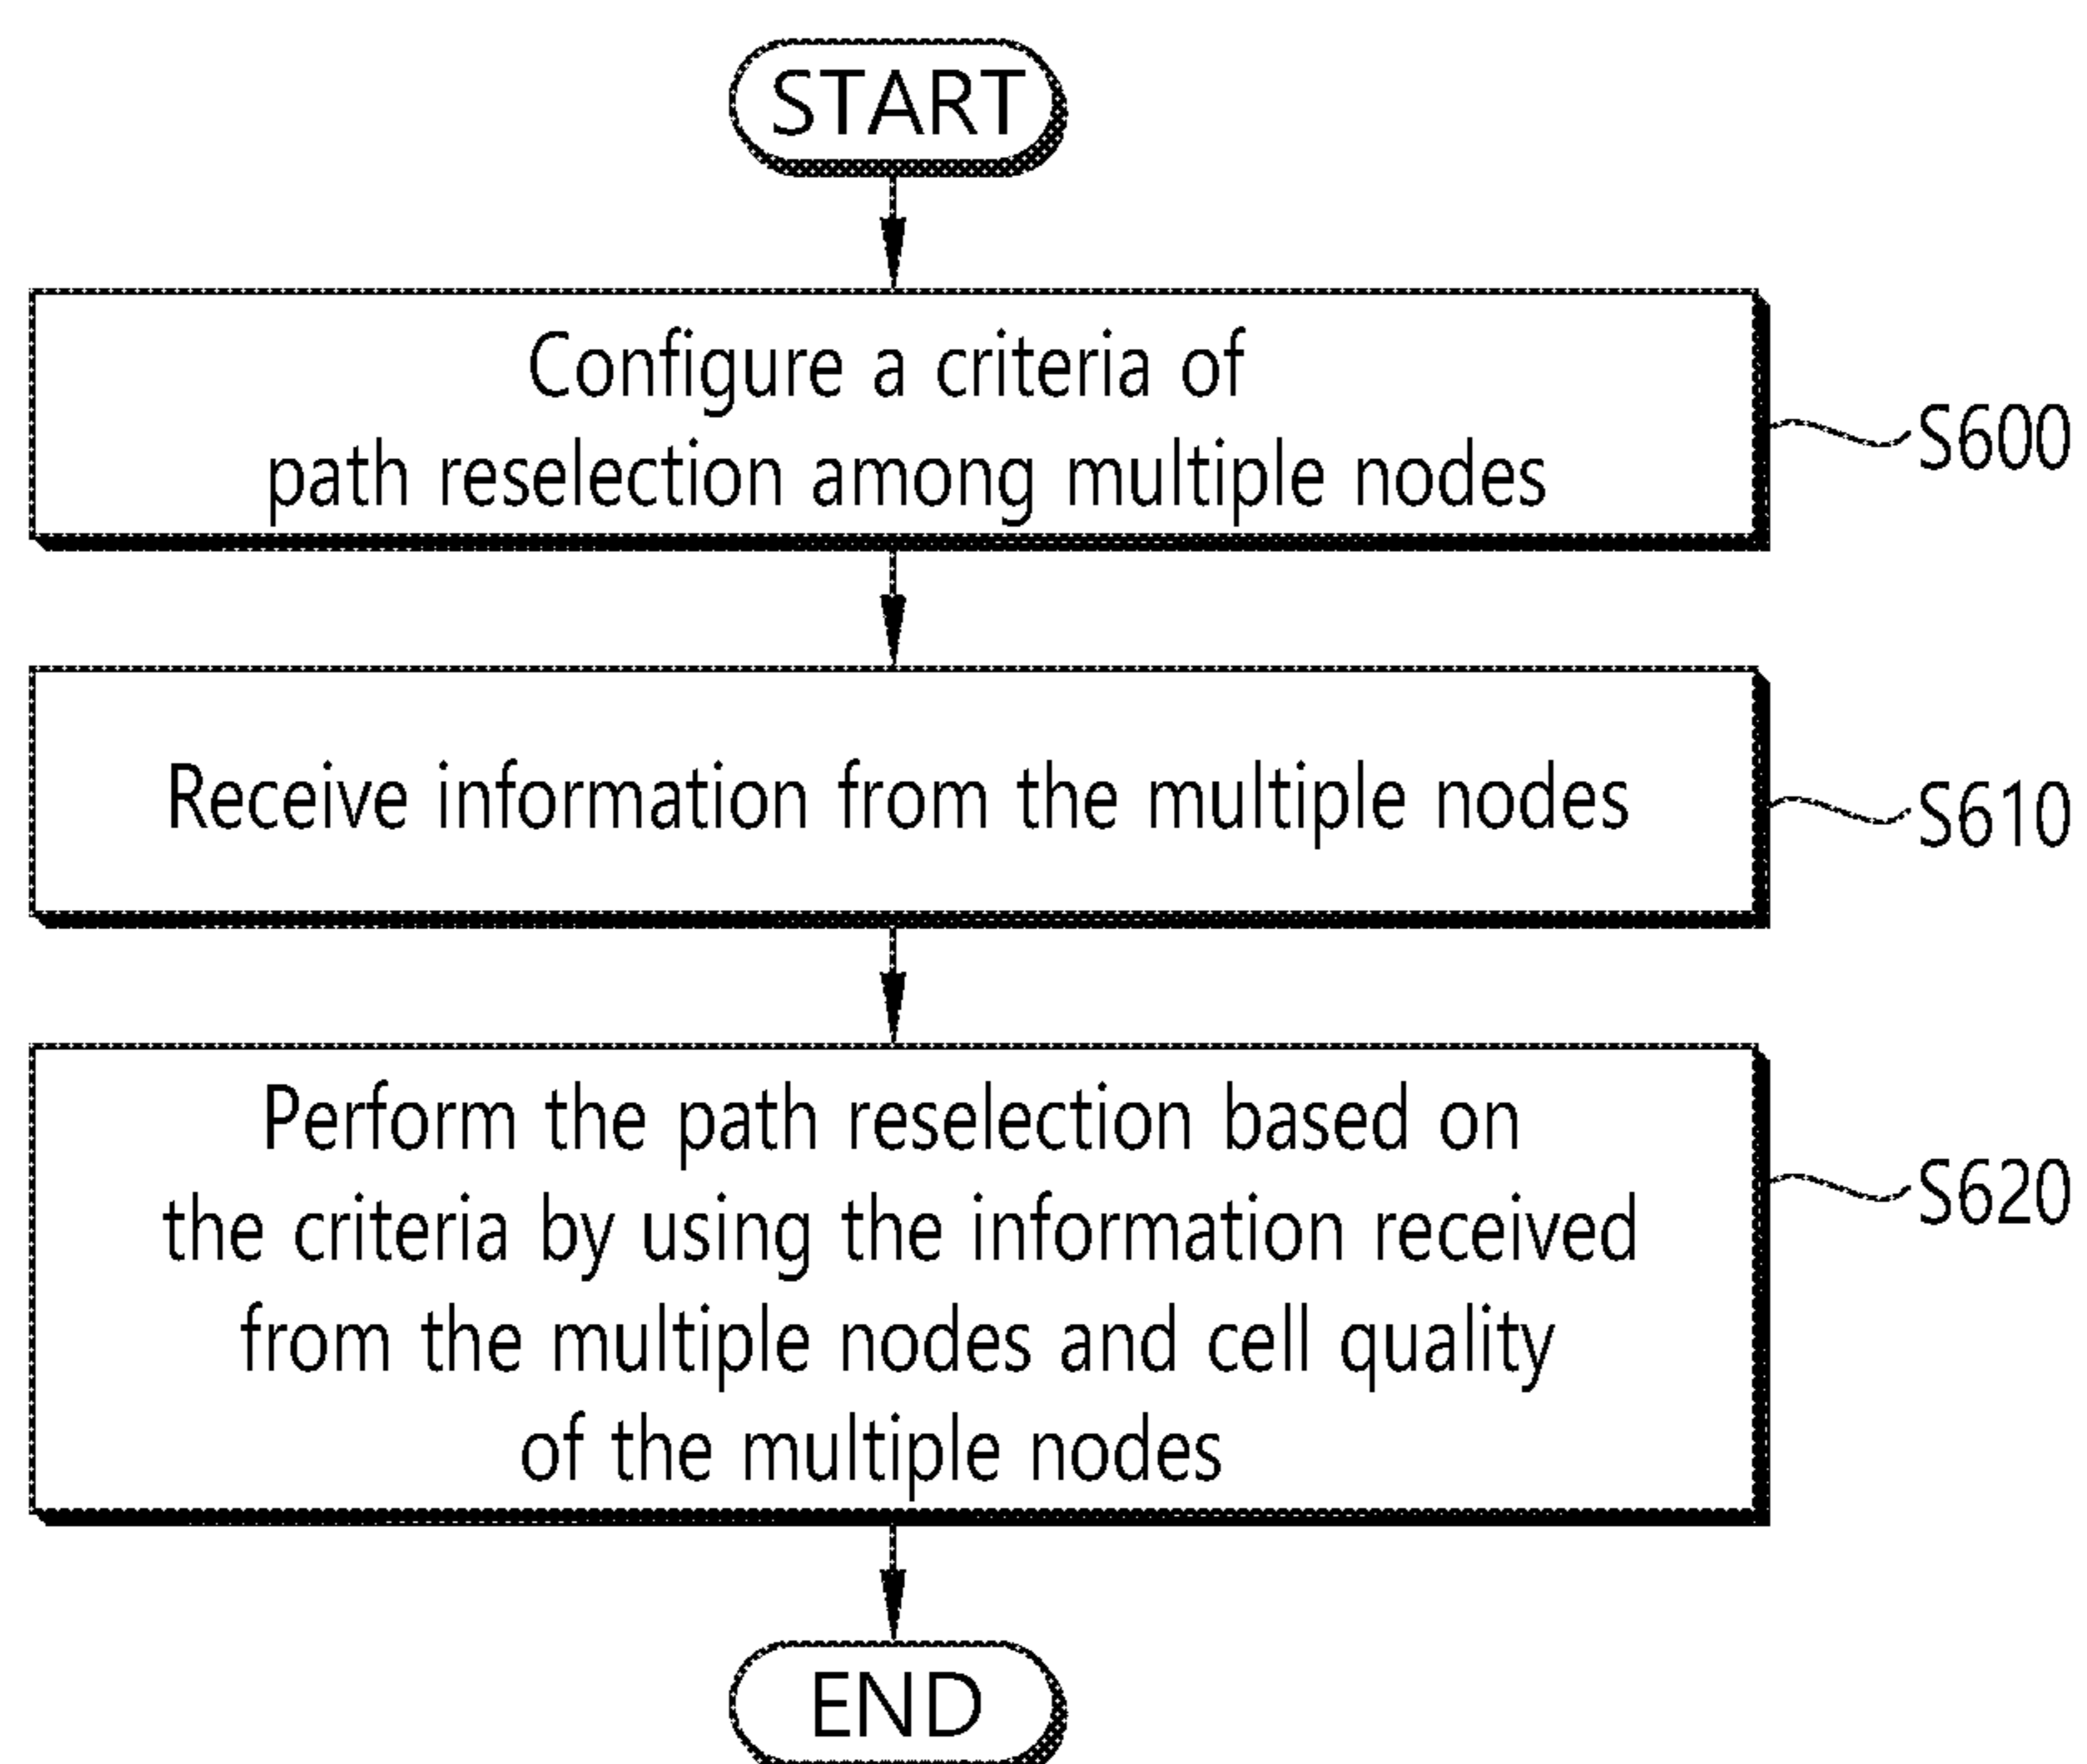 START
Configure a criteria of
path reselection among multiple nodes
S600
Receive information from the multiple nodes
S610
Perform the path reselection based on
the criteria by using the information received
from the multiple nodes and cell quality
of the multiple nodes
S620
END